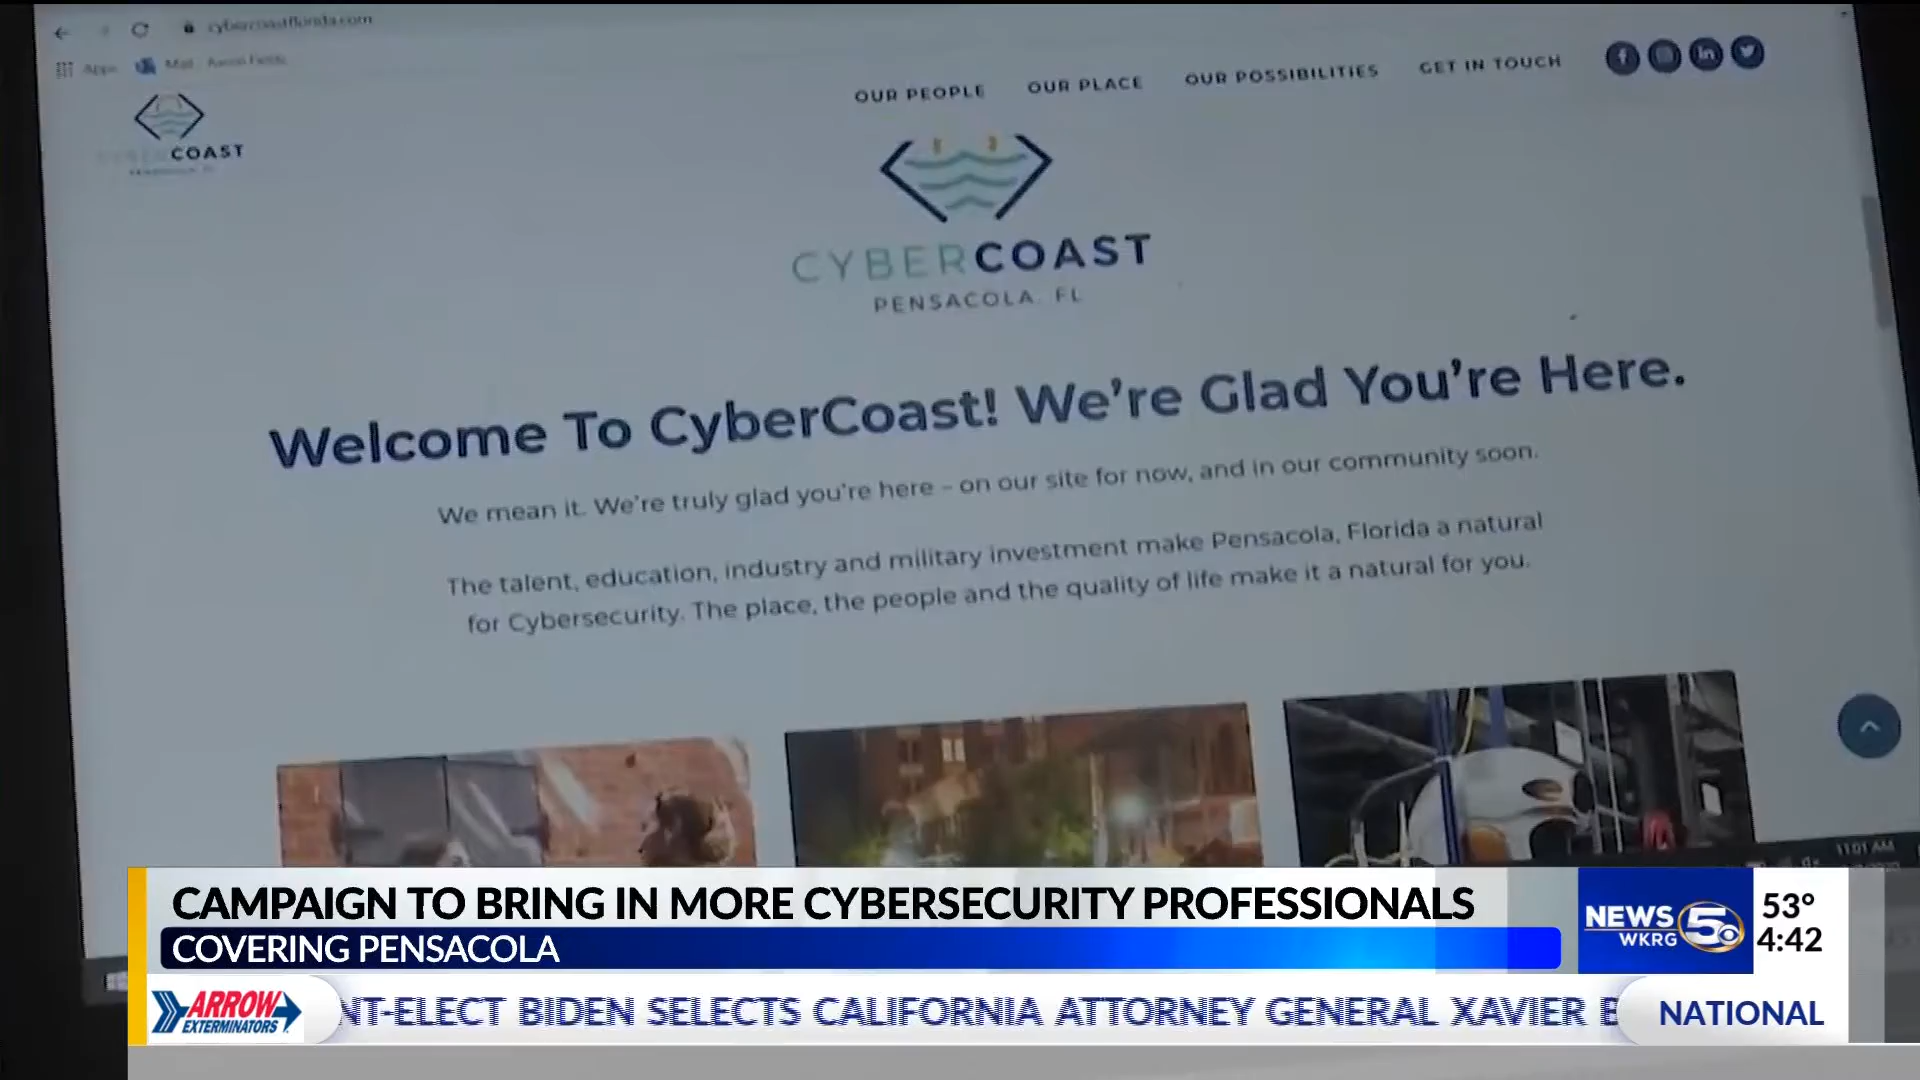 cybercoastflorida.com
Apps
Mail
OUR PEOPLE OUR PLACE OUR POSSIBILITIES GET IN TOUCH
COAST
CYBERCOAST
PENSACOLA, FL
Welcome To CyberCoast! We're Glad You're Here.
We mean it. We're truly glad you're here – on our site for now, and in our community soon.
The talent, education, industry and military investment make Pensacola, Florida a natural
for Cybersecurity. The place, the people and the quality of life make it a natural for you.
11:01 AM
CAMPAIGN TO BRING IN MORE CYBERSECURITY PROFESSIONALS
COVERING PENSACOLA
NEWS 5
WKRG
53°
4:42
ARROW
EXTERMINATORS
NT-ELECT BIDEN SELECTS CALIFORNIA ATTORNEY GENERAL XAVIER
NATIONAL